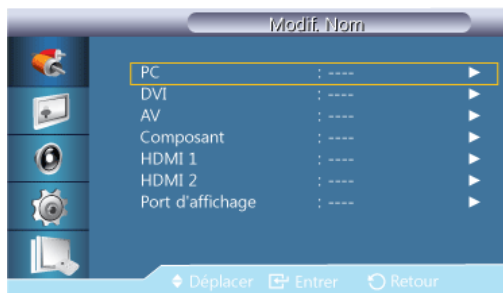 Modif. Nom
PC : ---- ►
DVI : ---- ►
AV : ---- ►
Composant : ---- ►
HDMI 1 : ---- ►
HDMI 2 : ---- ►
Port d'affichage : ---- ►
Déplacer Entrer Retour